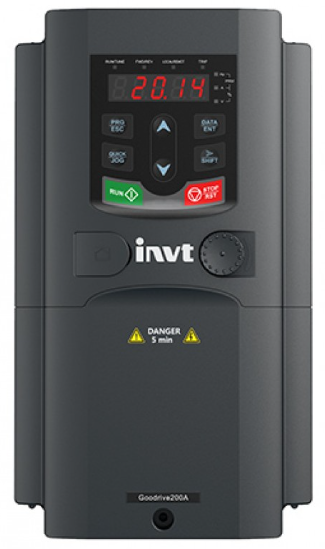 RUN/TUNE FWD/REV LOCAL/REMOT TRIP
20.14
PRG
ESC
DATA
ENT
QUICK
JOG
SHIFT
RUN
STOP
RST
invt
DANGER
5 min
Goodrive200A